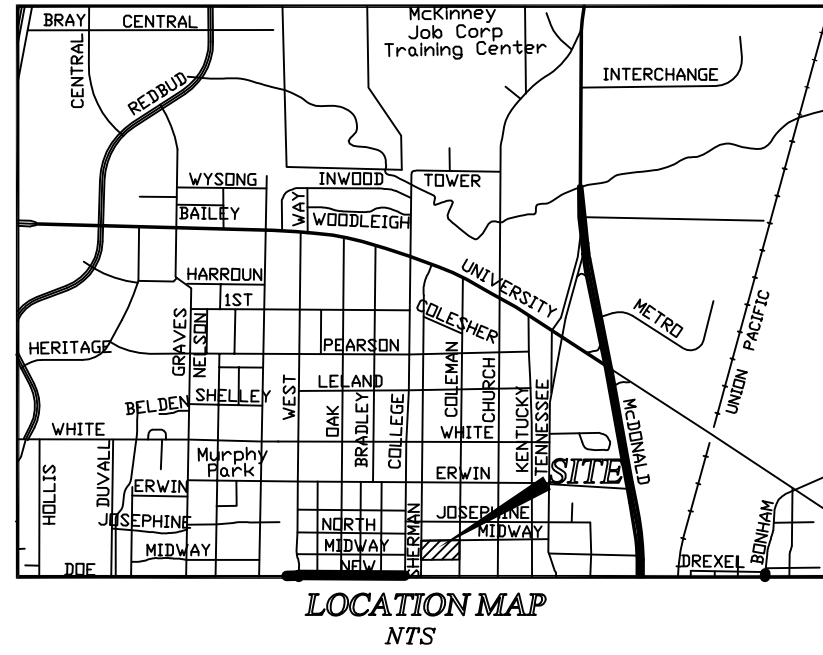 McKinney
Job Corp
Training Center
BRAY CENTRAL
CENTRAL
REDBUD
INTERCHANGE
WYSONG
INWOOD
TOWER
BAILEY
WAY
WOODLEIGH
UNIVERSITY
HARROUN
1ST
COLESHER
METRO
UNION PACIFIC
GRAVES
NELSON
HERITAGE
PEARSON
WEST
LELAND
COLEMAN
CHURCH
KENTUCKY
TENNESSEE
BELDEN
SHELLEY
OAK
BRADLEY
COLLEGE
McDONALD
WHITE
WHITE
Murphy
Park
ERWIN
SITE
HOLLIS
DUVALL
ERWIN
JOSEPHINE
JOSEPHINE
NORTH
SHERMAN
MIDWAY
MIDWAY
MIDWAY
NEW
BONHAM
DREXEL
DOE
LOCATION MAP
NTS